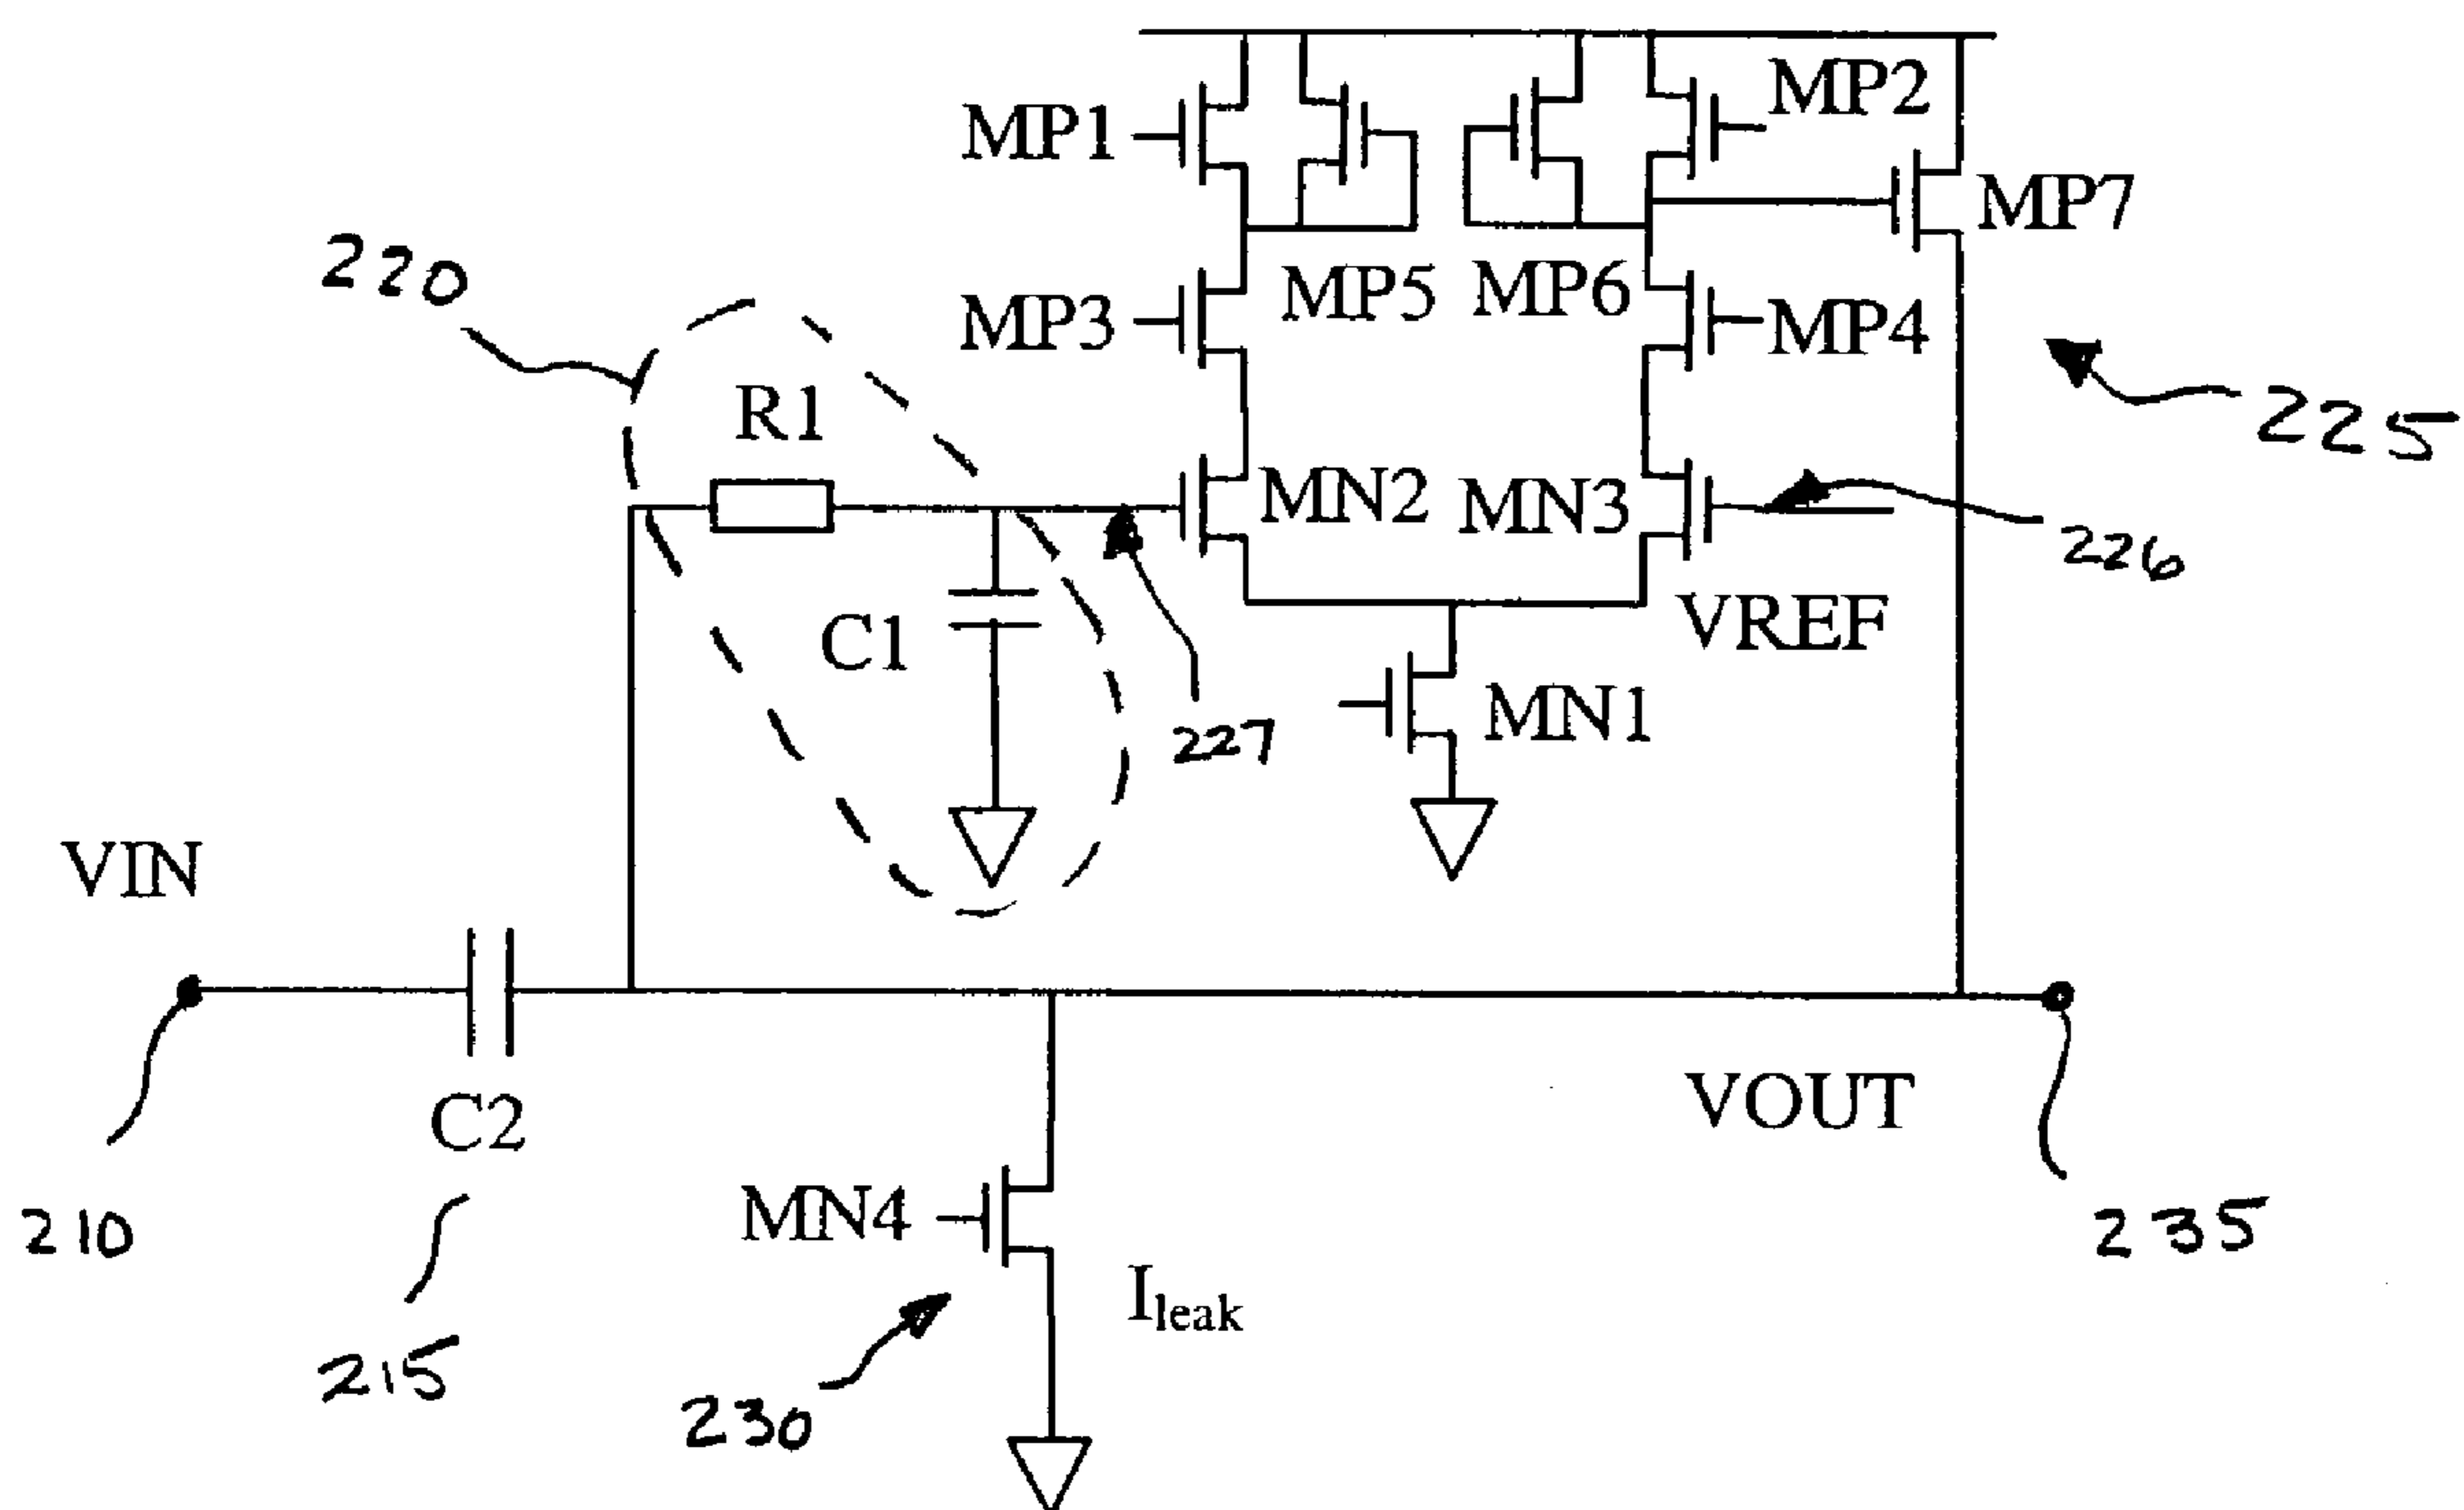 MP2
MP1
MP7
220
MP5
MP6
MP3
MP4
R1
225
MN2
MN3
226
C1
VREF
227
MN1
VIN
C2
VOUT
210
MN4
235
Ileak
215
230